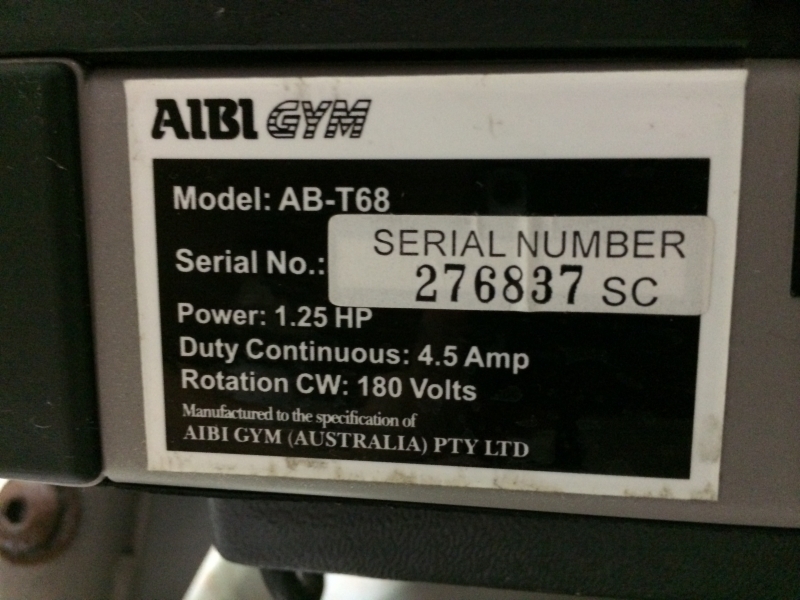 AIBI GYM
Model: AB-T68
Serial No.:
SERIAL NUMBER
276837 SC
Power: 1.25 HP
Duty Continuous: 4.5 Amp
Rotation CW: 180 Volts
Manufactured to the specification of
AIBI GYM (AUSTRALIA) PTY LTD